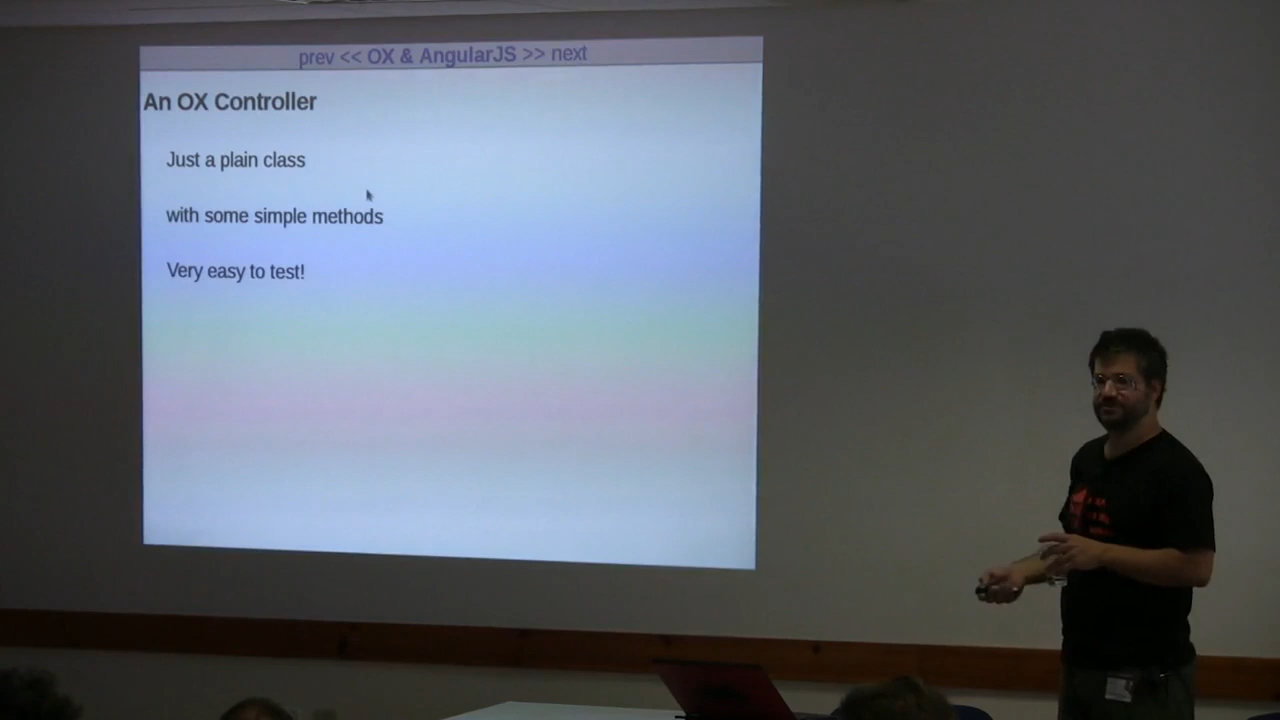 prev << OX & AngularJS >> next
An OX Controller
Just a plain class
with some simple methods
Very easy to test!